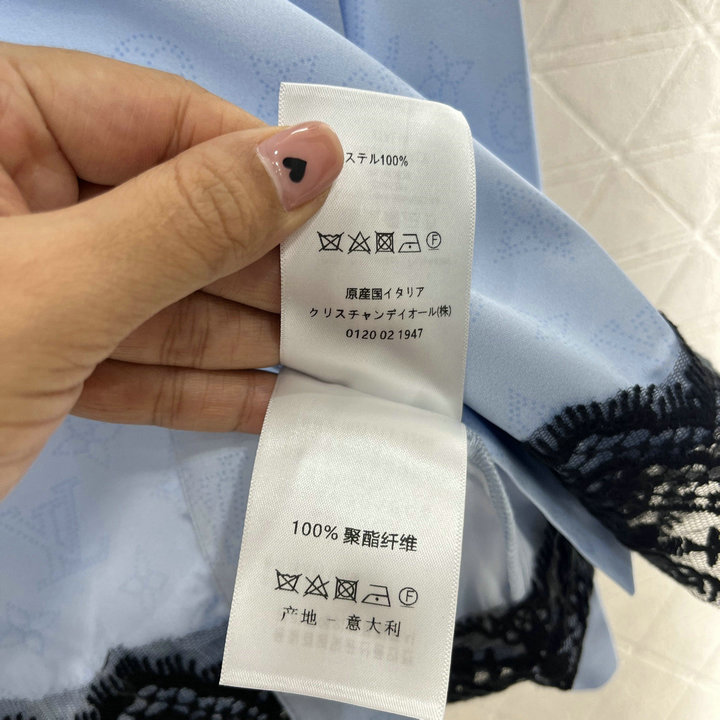 ステル100%
Ⓕ
原産国イタリア
クリスチャンディオール(株)
0120 02 1947
100% 聚酯纤维
Ⓕ
产地 - 意大利